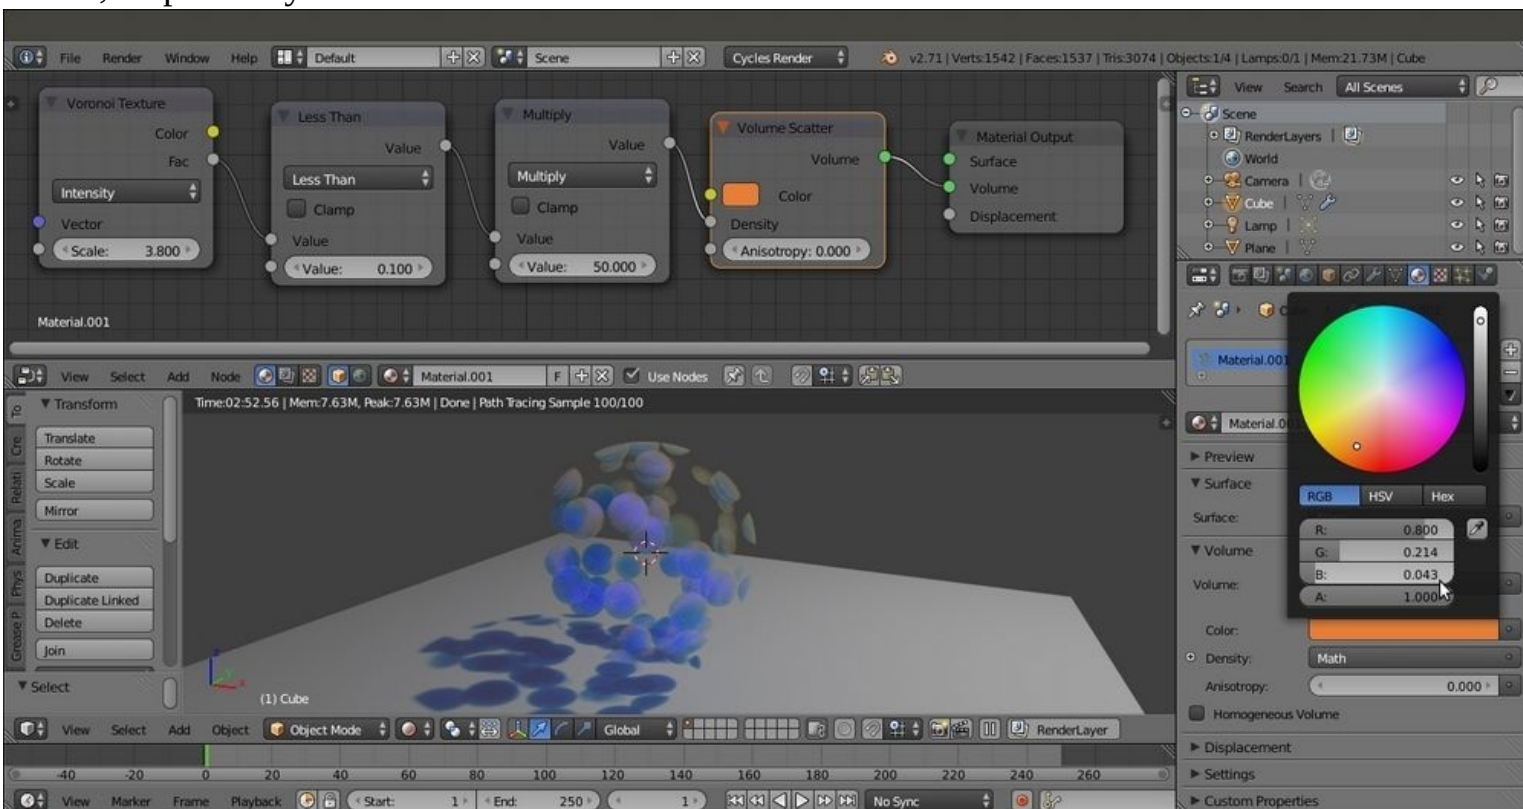 File Render Window Help Default Scene Cycles Render v2.71 | Verts:1542 | Faces:1537 | Tris:3074 | Objects:1/4 | Lamps:0/1 | Mem:21.73M | Cube
Voronoi Texture
Color
Fac
Intensity
Vector
Scale: 3.800
Less Than
Value
Less Than
Clamp
Value
Value: 0.100
Multiply
Value
Multiply
Clamp
Value
Value: 50.000
Volume Scatter
Volume
Color
Density
Anisotropy: 0.000
Material Output
Surface
Volume
Displacement
Material.001
View Select Add Node Material.001 F Use Nodes
View Search All Scenes
Scene
RenderLayers |
World
Camera |
Cube |
Lamp |
Plane |
Material.001
Preview
Surface
Surface:
Volume
Volume:
RGB HSV Hex
R: 0.800
G: 0.214
B: 0.043
A: 1.000
Color:
Density: Math
Anisotropy: 0.000
Homogeneous Volume
Displacement
Settings
Custom Properties
To
Cre
Relati
Anima
Phys
Grease P
Transform
Translate
Rotate
Scale
Mirror
Edit
Duplicate
Duplicate Linked
Delete
Join
Select
Time:02:52.56 | Mem:7.63M, Peak:7.63M | Done | Path Tracing Sample 100/100
(1) Cube
View Select Add Object Object Mode Global RenderLayer
-40 -20 0 20 40 60 80 100 120 140 160 180 200 220 240 260
View Marker Frame Playback Start: 1 End: 250 1 No Sync